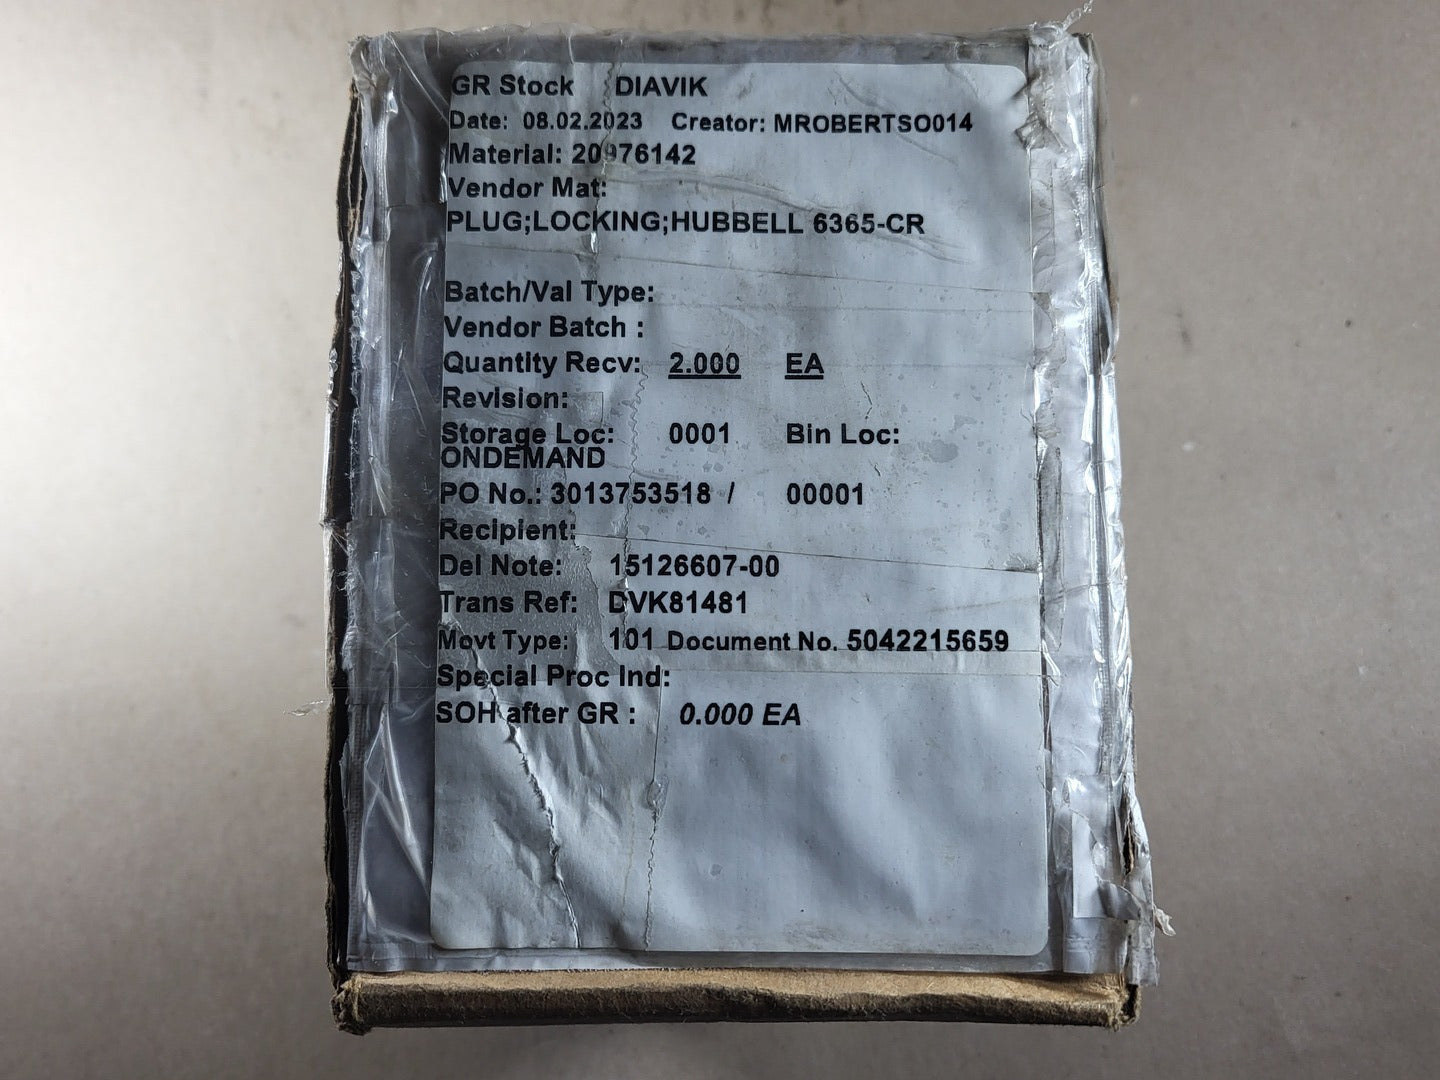 GR Stock DIAVIK
Date: 08.02.2023 Creator: MROBERTSO014
Material: 20976142
Vendor Mat:
PLUG;LOCKING;HUBBELL 6365-CR
Batch/Val Type:
Vendor Batch :
Quantity Recv: 2.000 EA
Revision:
Storage Loc: 0001 Bin Loc:
ONDEMAND
PO No.: 3013753518 / 00001
Recipient:
Del Note: 15126607-00
Trans Ref: DVK81481
Movt Type: 101 Document No. 5042215659
Special Proc Ind:
SOH after GR : 0.000 EA